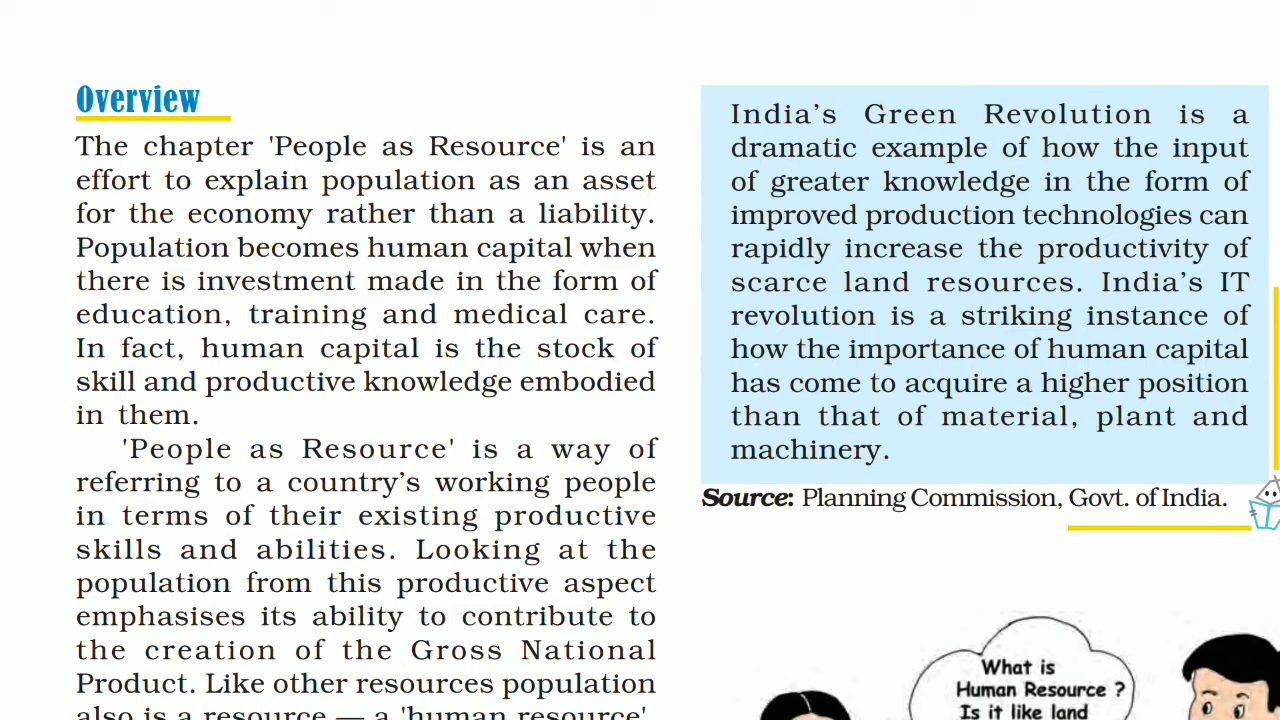 Overview
The chapter 'People as Resource' is an
effort to explain population as an asset
for the economy rather than a liability.
Population becomes human capital when
there is investment made in the form of
education, training and medical care.
In fact, human capital is the stock of
skill and productive knowledge embodied
in them.
'People as Resource' is a way of
referring to a country's working people
in terms of their existing productive
skills and abilities. Looking at the
population from this productive aspect
emphasises its ability to contribute to
the creation of the Gross National
Product. Like other resources population
also is a resource — a 'human resource'.
India's Green Revolution is a
dramatic example of how the input
of greater knowledge in the form of
improved production technologies can
rapidly increase the productivity of
scarce land resources. India's IT
revolution is a striking instance of
how the importance of human capital
has come to acquire a higher position
than that of material, plant and
machinery.
Source: Planning Commission, Govt. of India.
What is
Human Resource ?
Is it like land